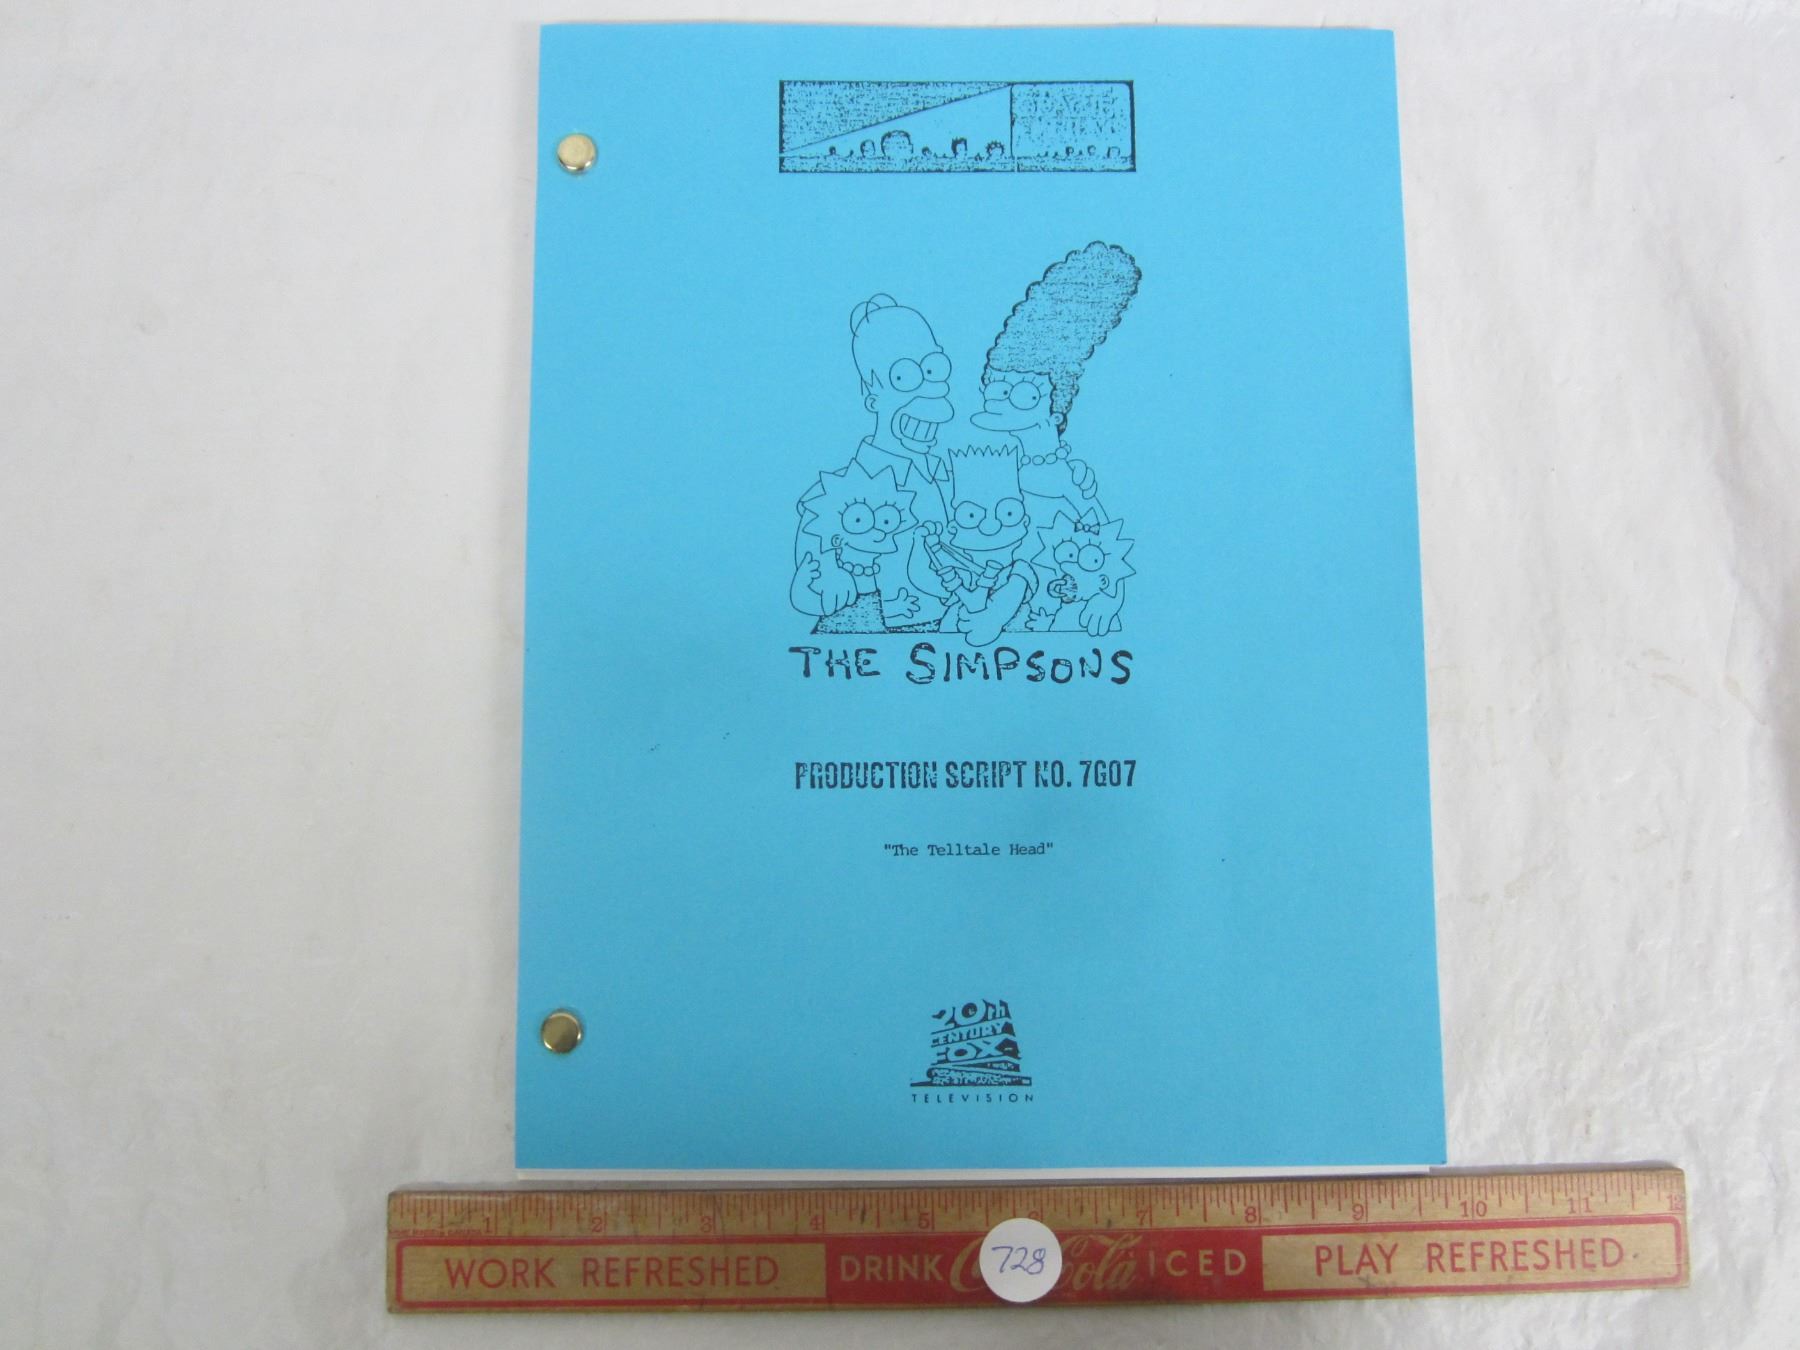 THE SIMPSONS
PRODUCTION SCRIPT NO. 7G07
"The Telltale Head"
20th
CENTURY
FOX
TELEVISION
1 2 3 4 5 6 7 8 9 10 11 12
WORK REFRESHED DRINK Coca-Cola ICED PLAY REFRESHED
728